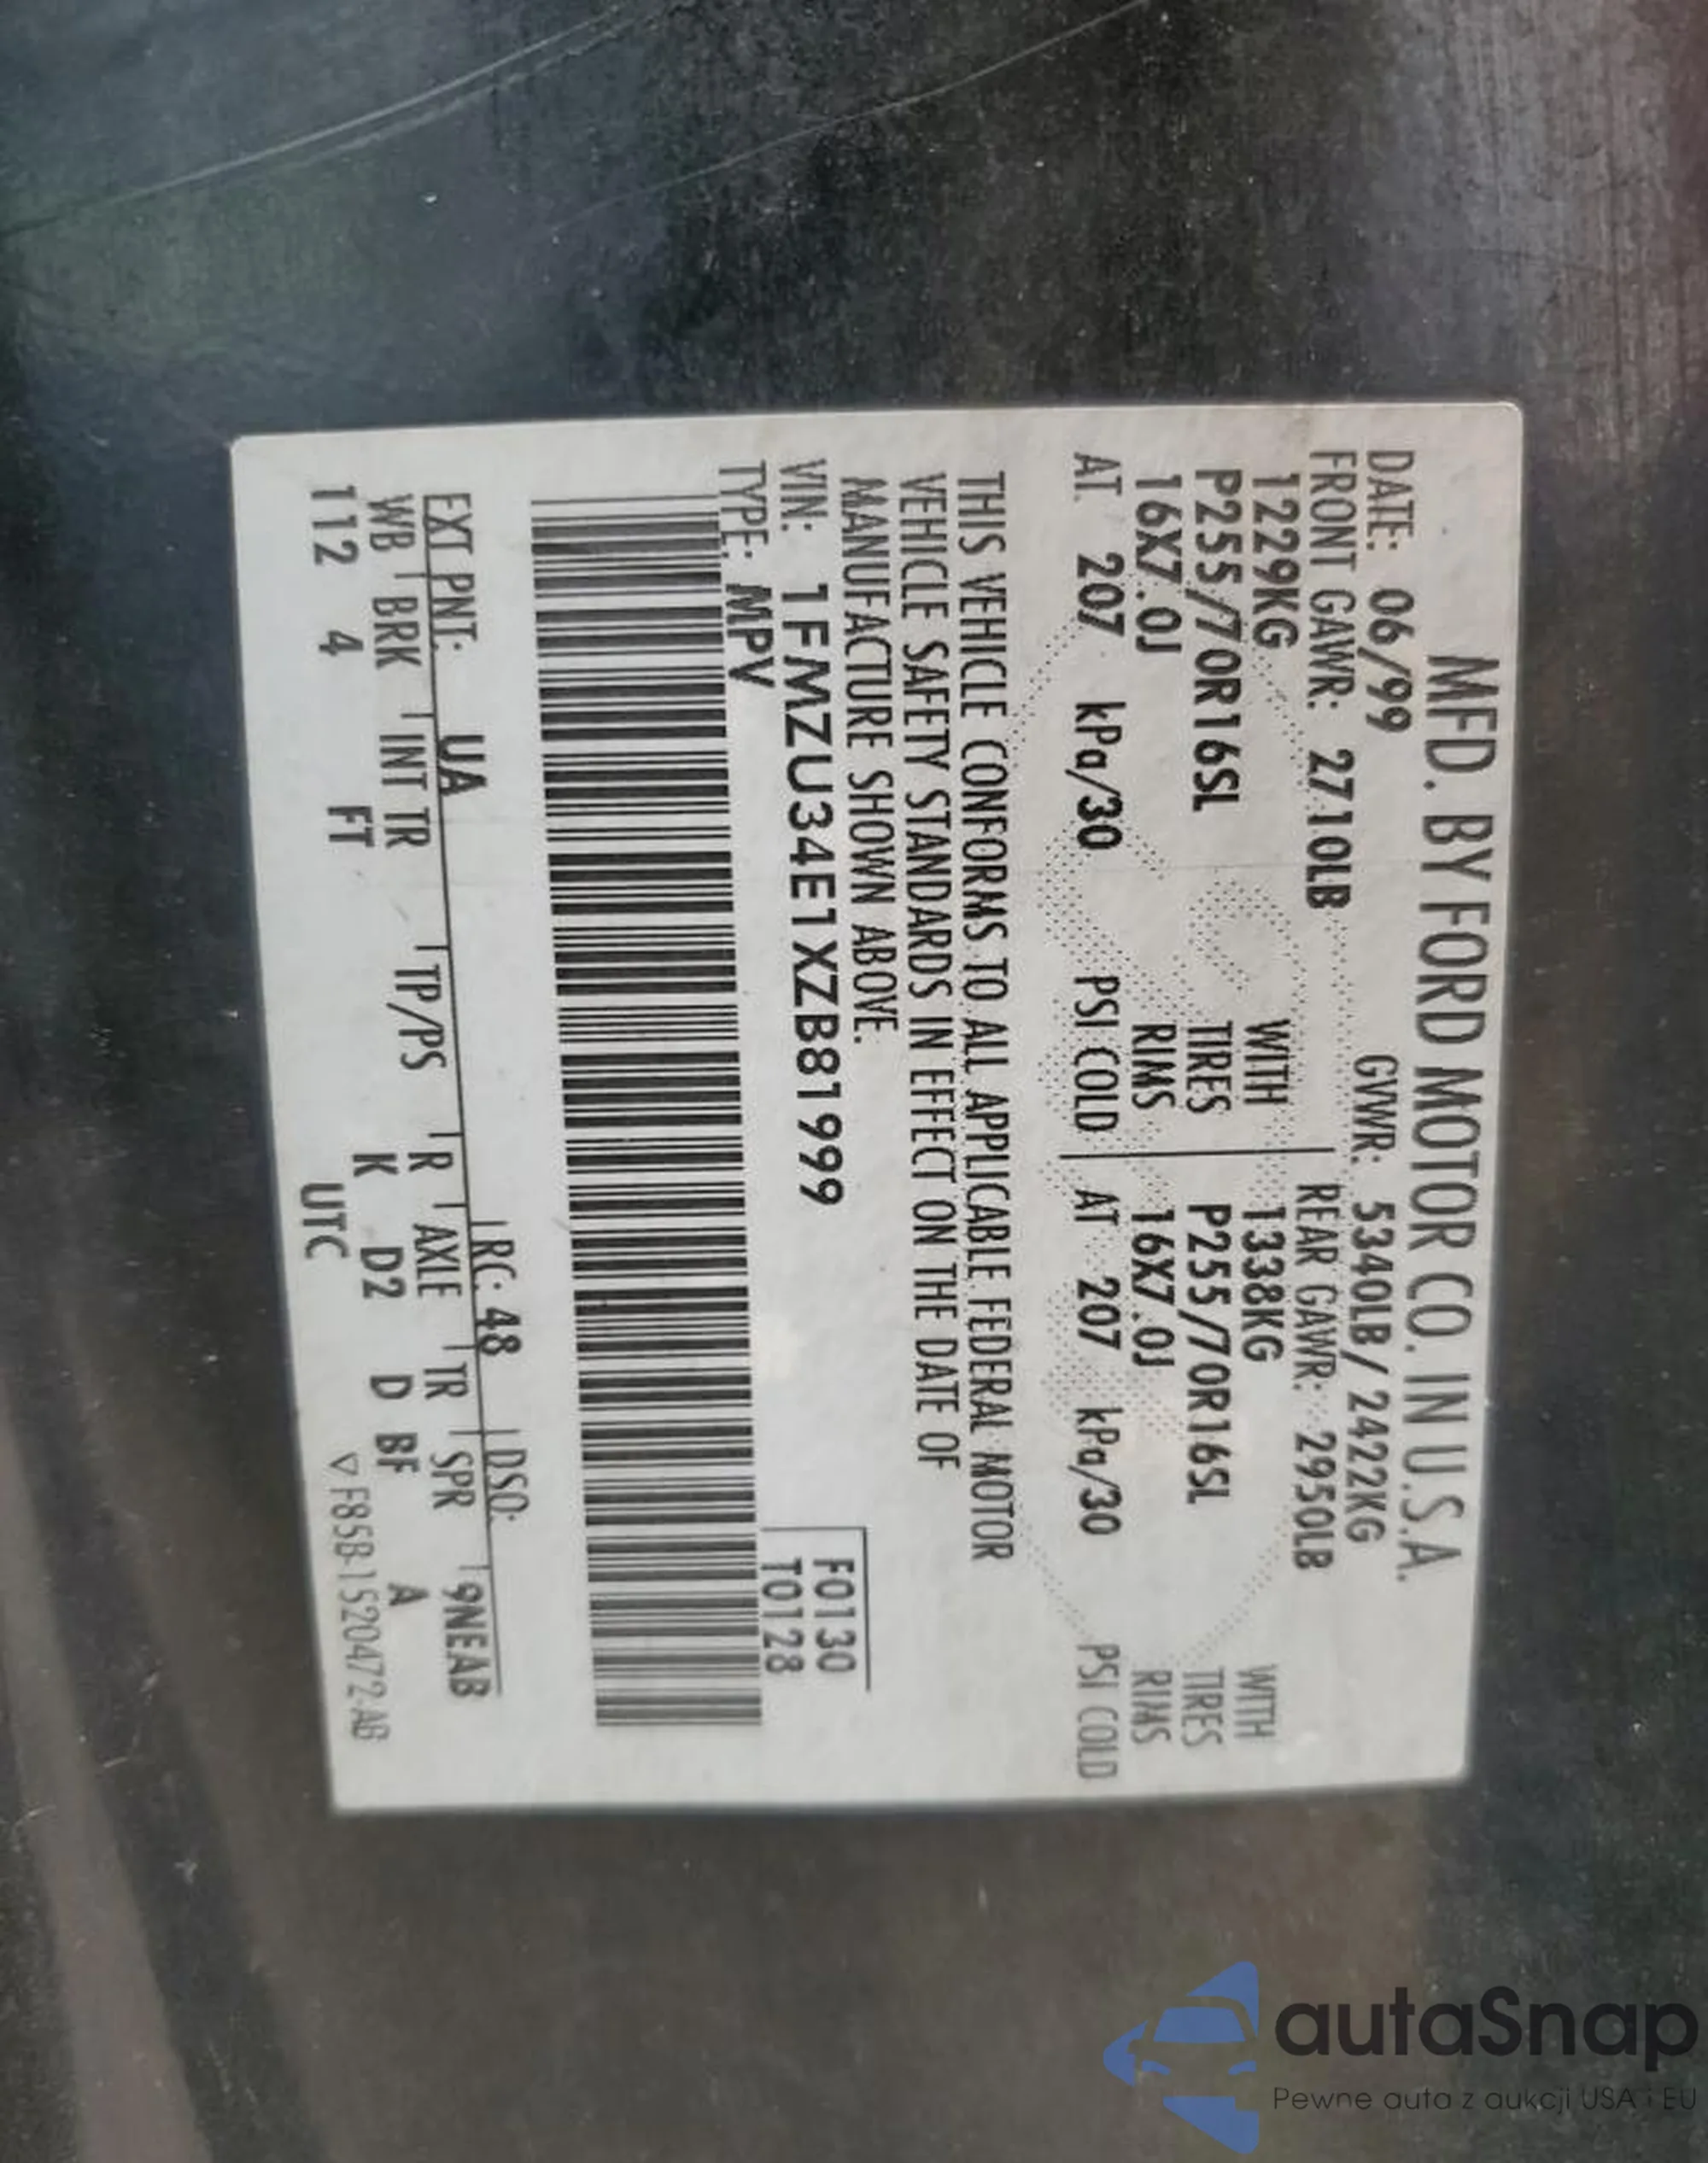 MFD. BY FORD MOTOR CO. IN U.S.A.
DATE: 06/99 GVWR: 5340LB/2422KG
FRONT GAWR: 2710LB REAR GAWR: 2950LB
1229KG WITH 1338KG WITH
P255/70R16SL TIRES P255/70R16SL TIRES
16X7.0J RIMS 16X7.0J RIMS
AT 207 kPa/30 PSI COLD AT 207 kPa/30 PSI COLD
THIS VEHICLE CONFORMS TO ALL APPLICABLE FEDERAL MOTOR
VEHICLE SAFETY STANDARDS IN EFFECT ON THE DATE OF
MANUFACTURE SHOWN ABOVE.
VIN: 1FMZU34E1XZB81999 F0130
TYPE: MPV T0128
EXT PNT: UA RC: 48 DSO:
WB BRK INT TR TP/PS R AXLE TR SPR 9NEAB
112 4 FT K D2 D BF A
UTC ▽ F85B-1520472-AB
autaSnap
Pewne auta z aukcji USA i EU